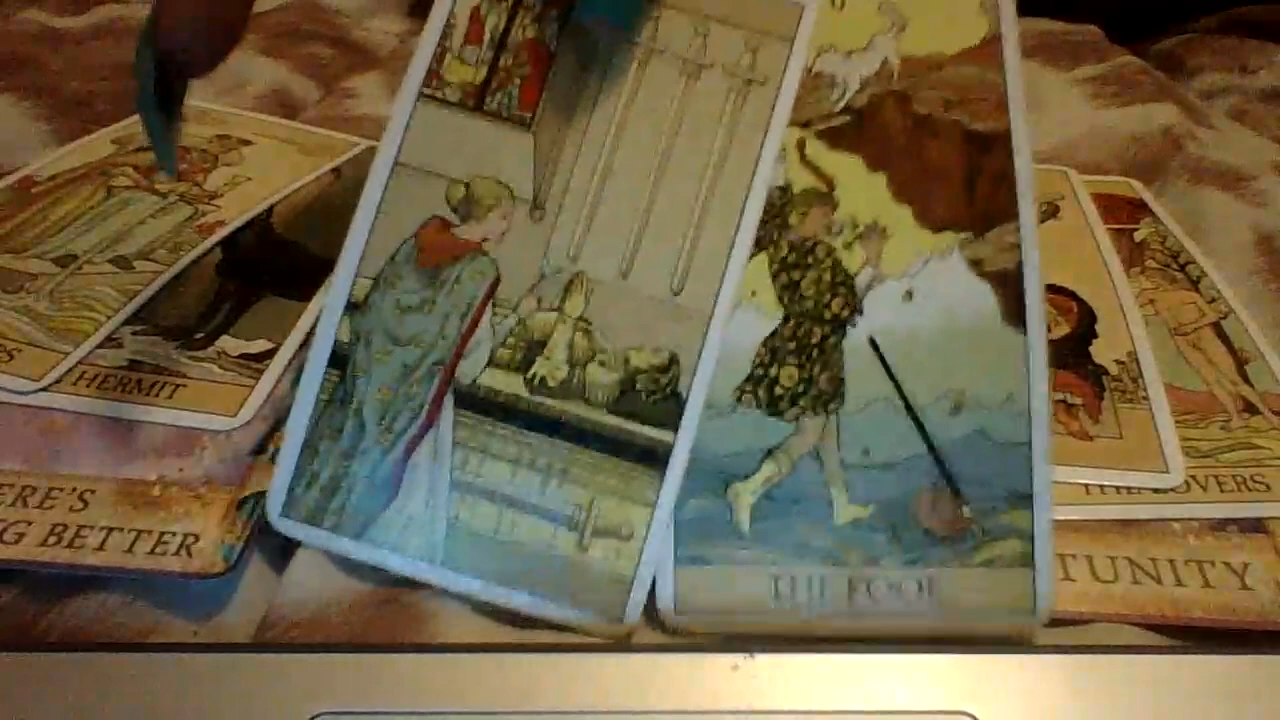 HERMIT
ERE'S
G BETTER
THE FOOL
THE LOVERS
TUNITY